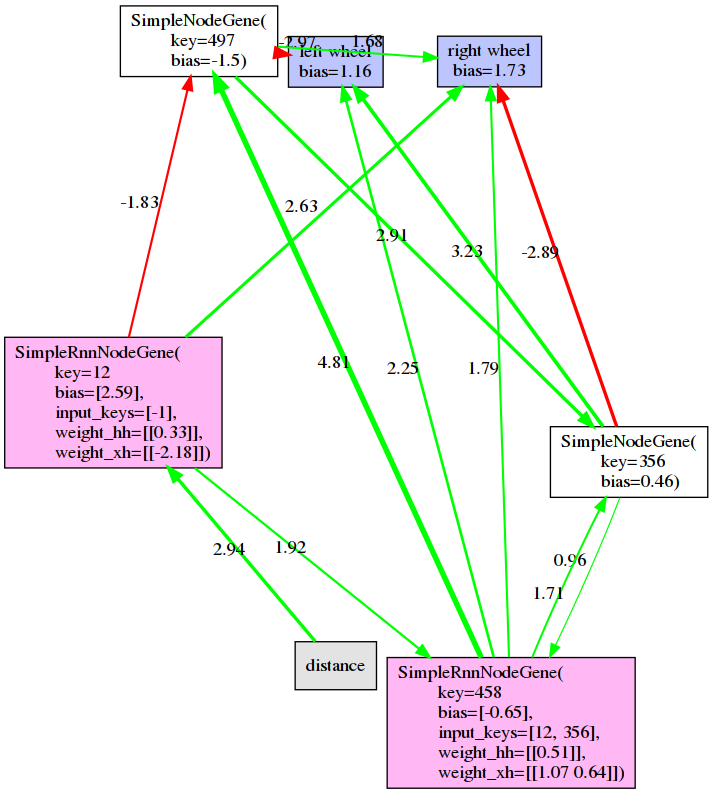 SimpleNodeGene(
key=497
bias=-1.5)
-2.97
1.68
left wheel
bias=1.16
right wheel
bias=1.73
-1.83
2.63
2.91
3.23
-2.89
SimpleRnnNodeGene(
key=12
bias=[2.59],
input_keys=[-1],
weight_hh=[[0.33]],
weight_xh=[[-2.18]])
4.81
2.25
1.79
SimpleNodeGene(
key=356
bias=0.46)
2.94
1.92
0.96
1.71
distance
SimpleRnnNodeGene(
key=458
bias=[-0.65],
input_keys=[12, 356],
weight_hh=[[0.51]],
weight_xh=[[1.07 0.64]])